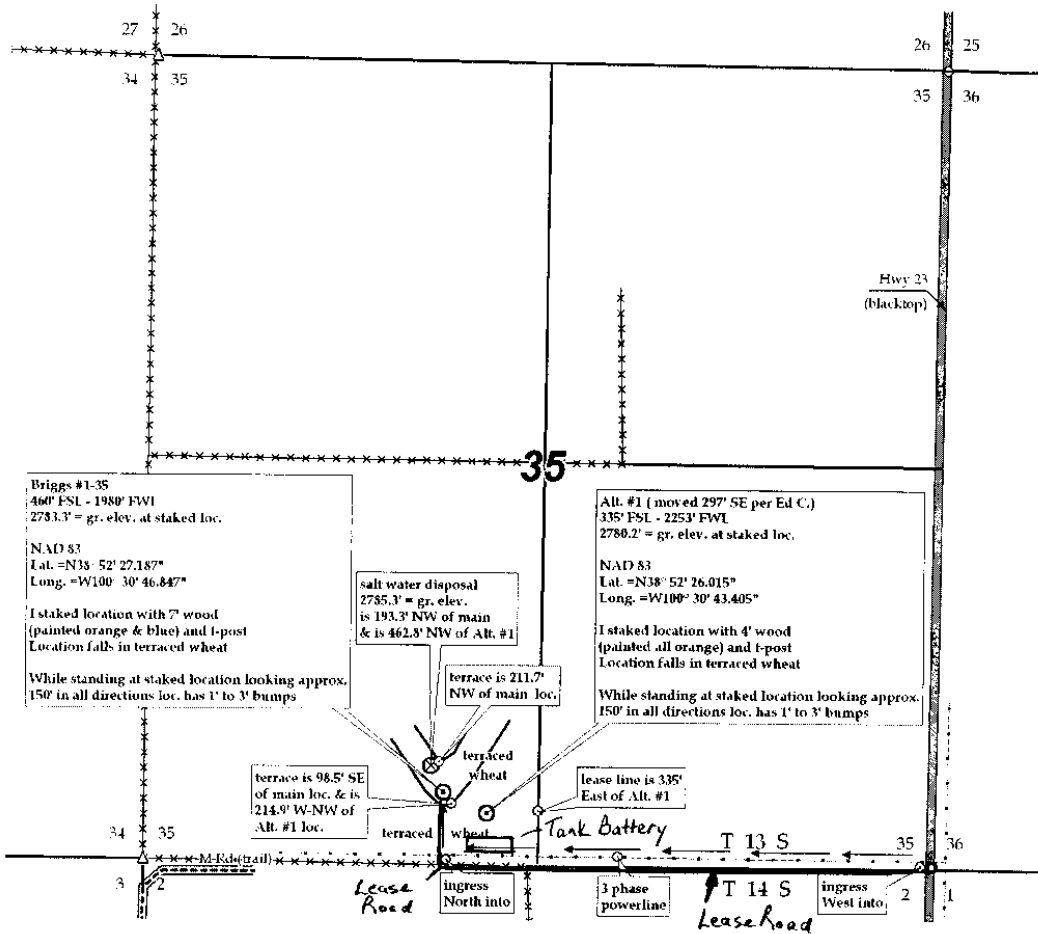 27 26
26 25
34 35
35 36
Hwy 23
(blacktop)
35
Briggs #1-35
460' FSL - 1980' FWL
2783.3' = gr. elev. at staked loc.
NAD 83
Lat. =N38° 52' 27.187"
Long. =W100° 30' 46.847"
I staked location with 7' wood
(painted orange & blue) and t-post
Location falls in terraced wheat
While standing at staked location looking approx.
150' in all directions loc. has 1' to 3' bumps
Alt. #1 ( moved 297' SE per Ed C.)
335' FSL - 2253' FWL
2780.2' = gr. elev. at staked loc.
NAD 83
Lat. =N38° 52' 26.015"
Long. =W100° 30' 43.405"
I staked location with 4' wood
(painted all orange) and t-post
Location falls in terraced wheat
While standing at staked location looking approx.
150' in all directions loc. has 1' to 3' bumps
salt water disposal
2785.3' = gr. elev.
is 193.3' NW of main
& is 462.8' NW of Alt. #1
terrace is 211.7'
NW of main loc.
terraced
wheat
terrace is 98.5' SE
of main loc. & is
214.9' W-NW of
Alt. #1 loc.
lease line is 335'
East of Alt. #1
terraced wheat
Tank Battery
34 35
T 13 S
35 36
M Rd (trail)
3 2
Lease
Road
ingress
North into
3 phase
powerline
T 14 S
ingress
West into
2 1
Lease Road